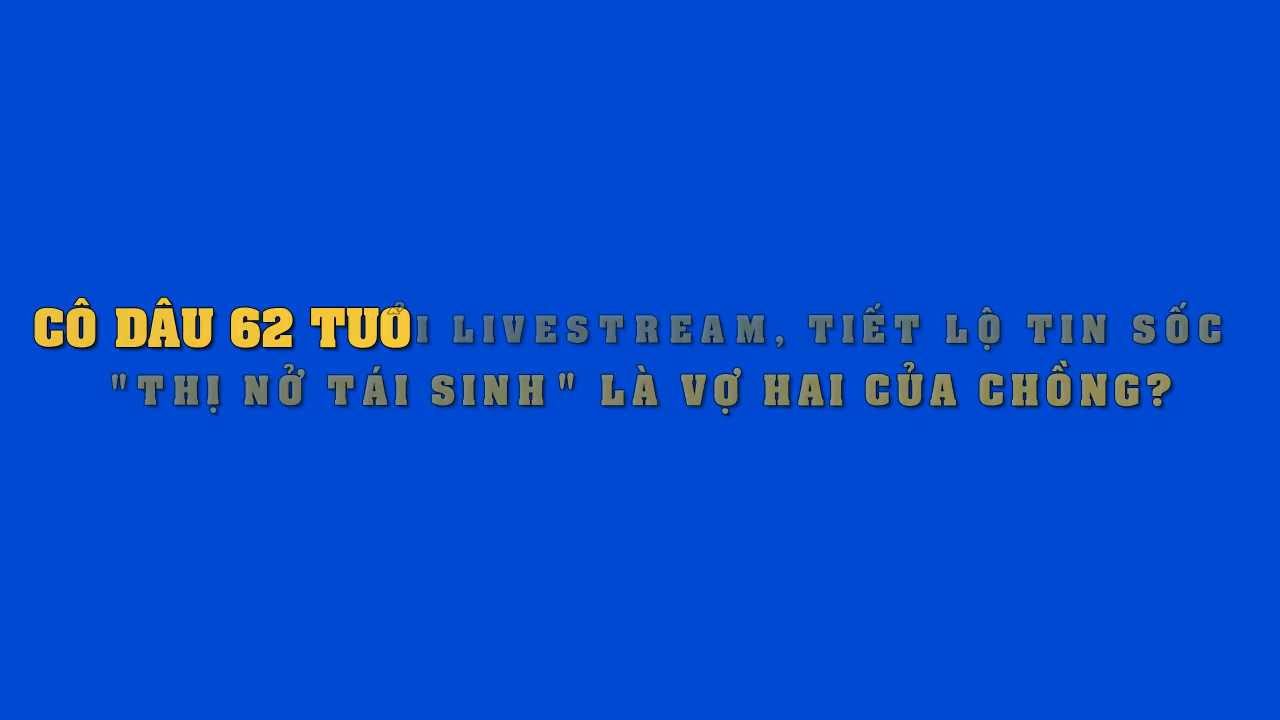 CÔ DÂU 62 TUỔI LIVESTREAM, TIẾT LỘ TIN SỐC
"THỊ NỞ TÁI SINH" LÀ VỢ HAI CỦA CHỒNG?